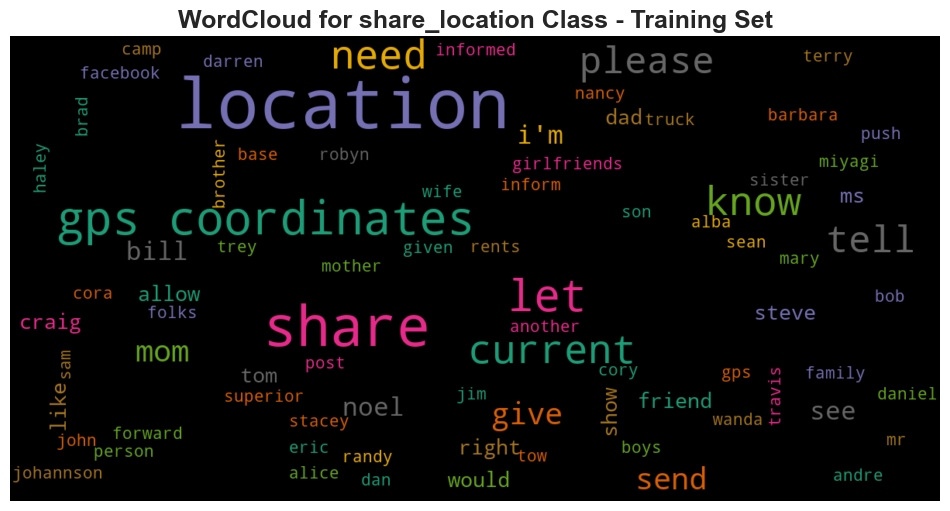 WordCloud for share_location Class - Training Set
camp
need
informed
please
terry
facebook
darren
location
nancy
brad
dad
truck
barbara
i'm
push
haley
brother
base
robyn
girlfriends
miyagi
inform
sister
wife
know
ms
gps coordinates
son
alba
tell
bill
trey
given
rents
sean
mother
mary
cora
allow
let
bob
folks
craig
share
another
steve
mom
current
sam
post
tom
cory
gps
family
like
superior
jim
show
travis
daniel
noel
give
friend
see
stacey
wanda
john
forward
person
eric
randy
right
tow
boys
mr
johannson
alice
dan
would
send
andre